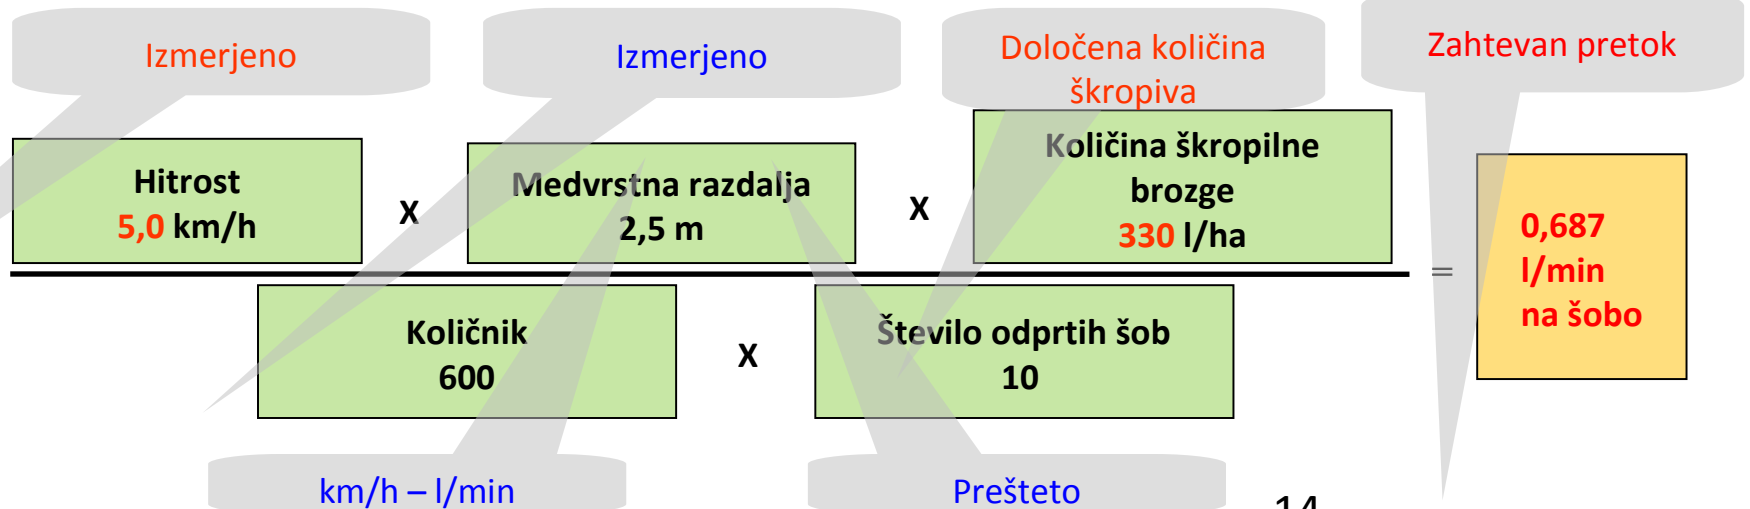 Izmerjeno
Izmerjeno
Določena količina
škropiva
Zahtevan pretok
Hitrost
5,0 km/h
x
Medvrstna razdalja
2,5 m
x
Količina škropilne
brozge
330 l/ha
=
0,687
l/min
na šobo
Količnik
600
x
Število odprtih šob
10
km/h – l/min
Prešteto
14